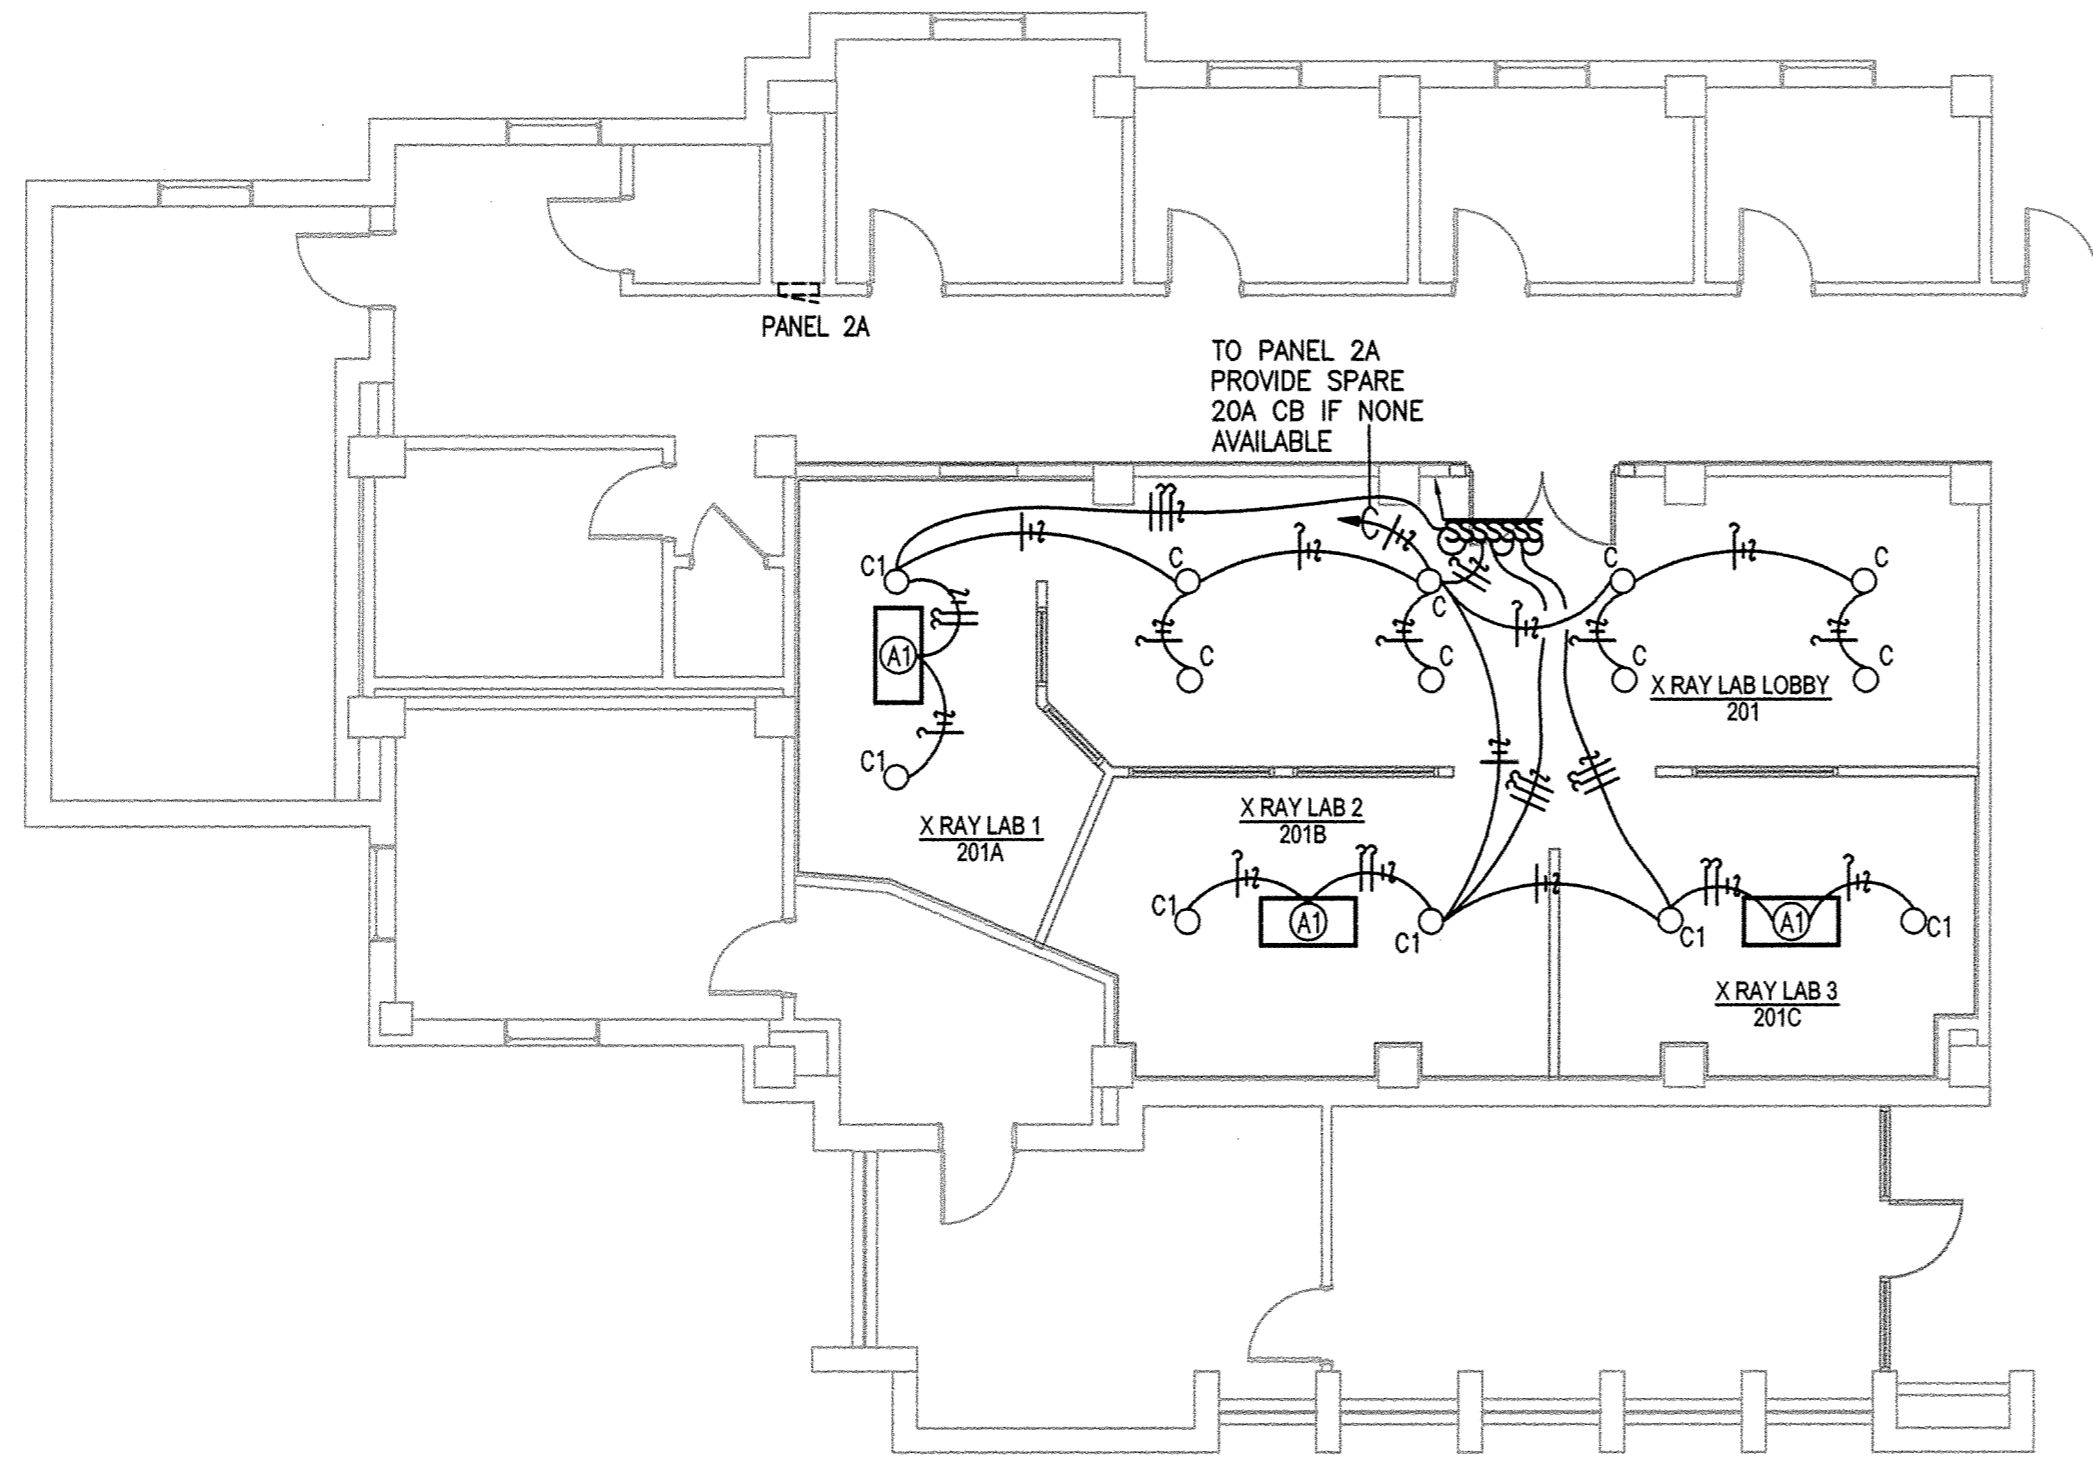 PANEL 2A
TO PANEL 2A
PROVIDE SPARE
20A CB IF NONE
AVAILABLE
C1
C
C
C
C
A1
C
C
C
C
X RAY LAB LOBBY
201
C1
X RAY LAB 1
201A
X RAY LAB 2
201B
C1
A1
C1
C1
A1
C1
X RAY LAB 3
201C